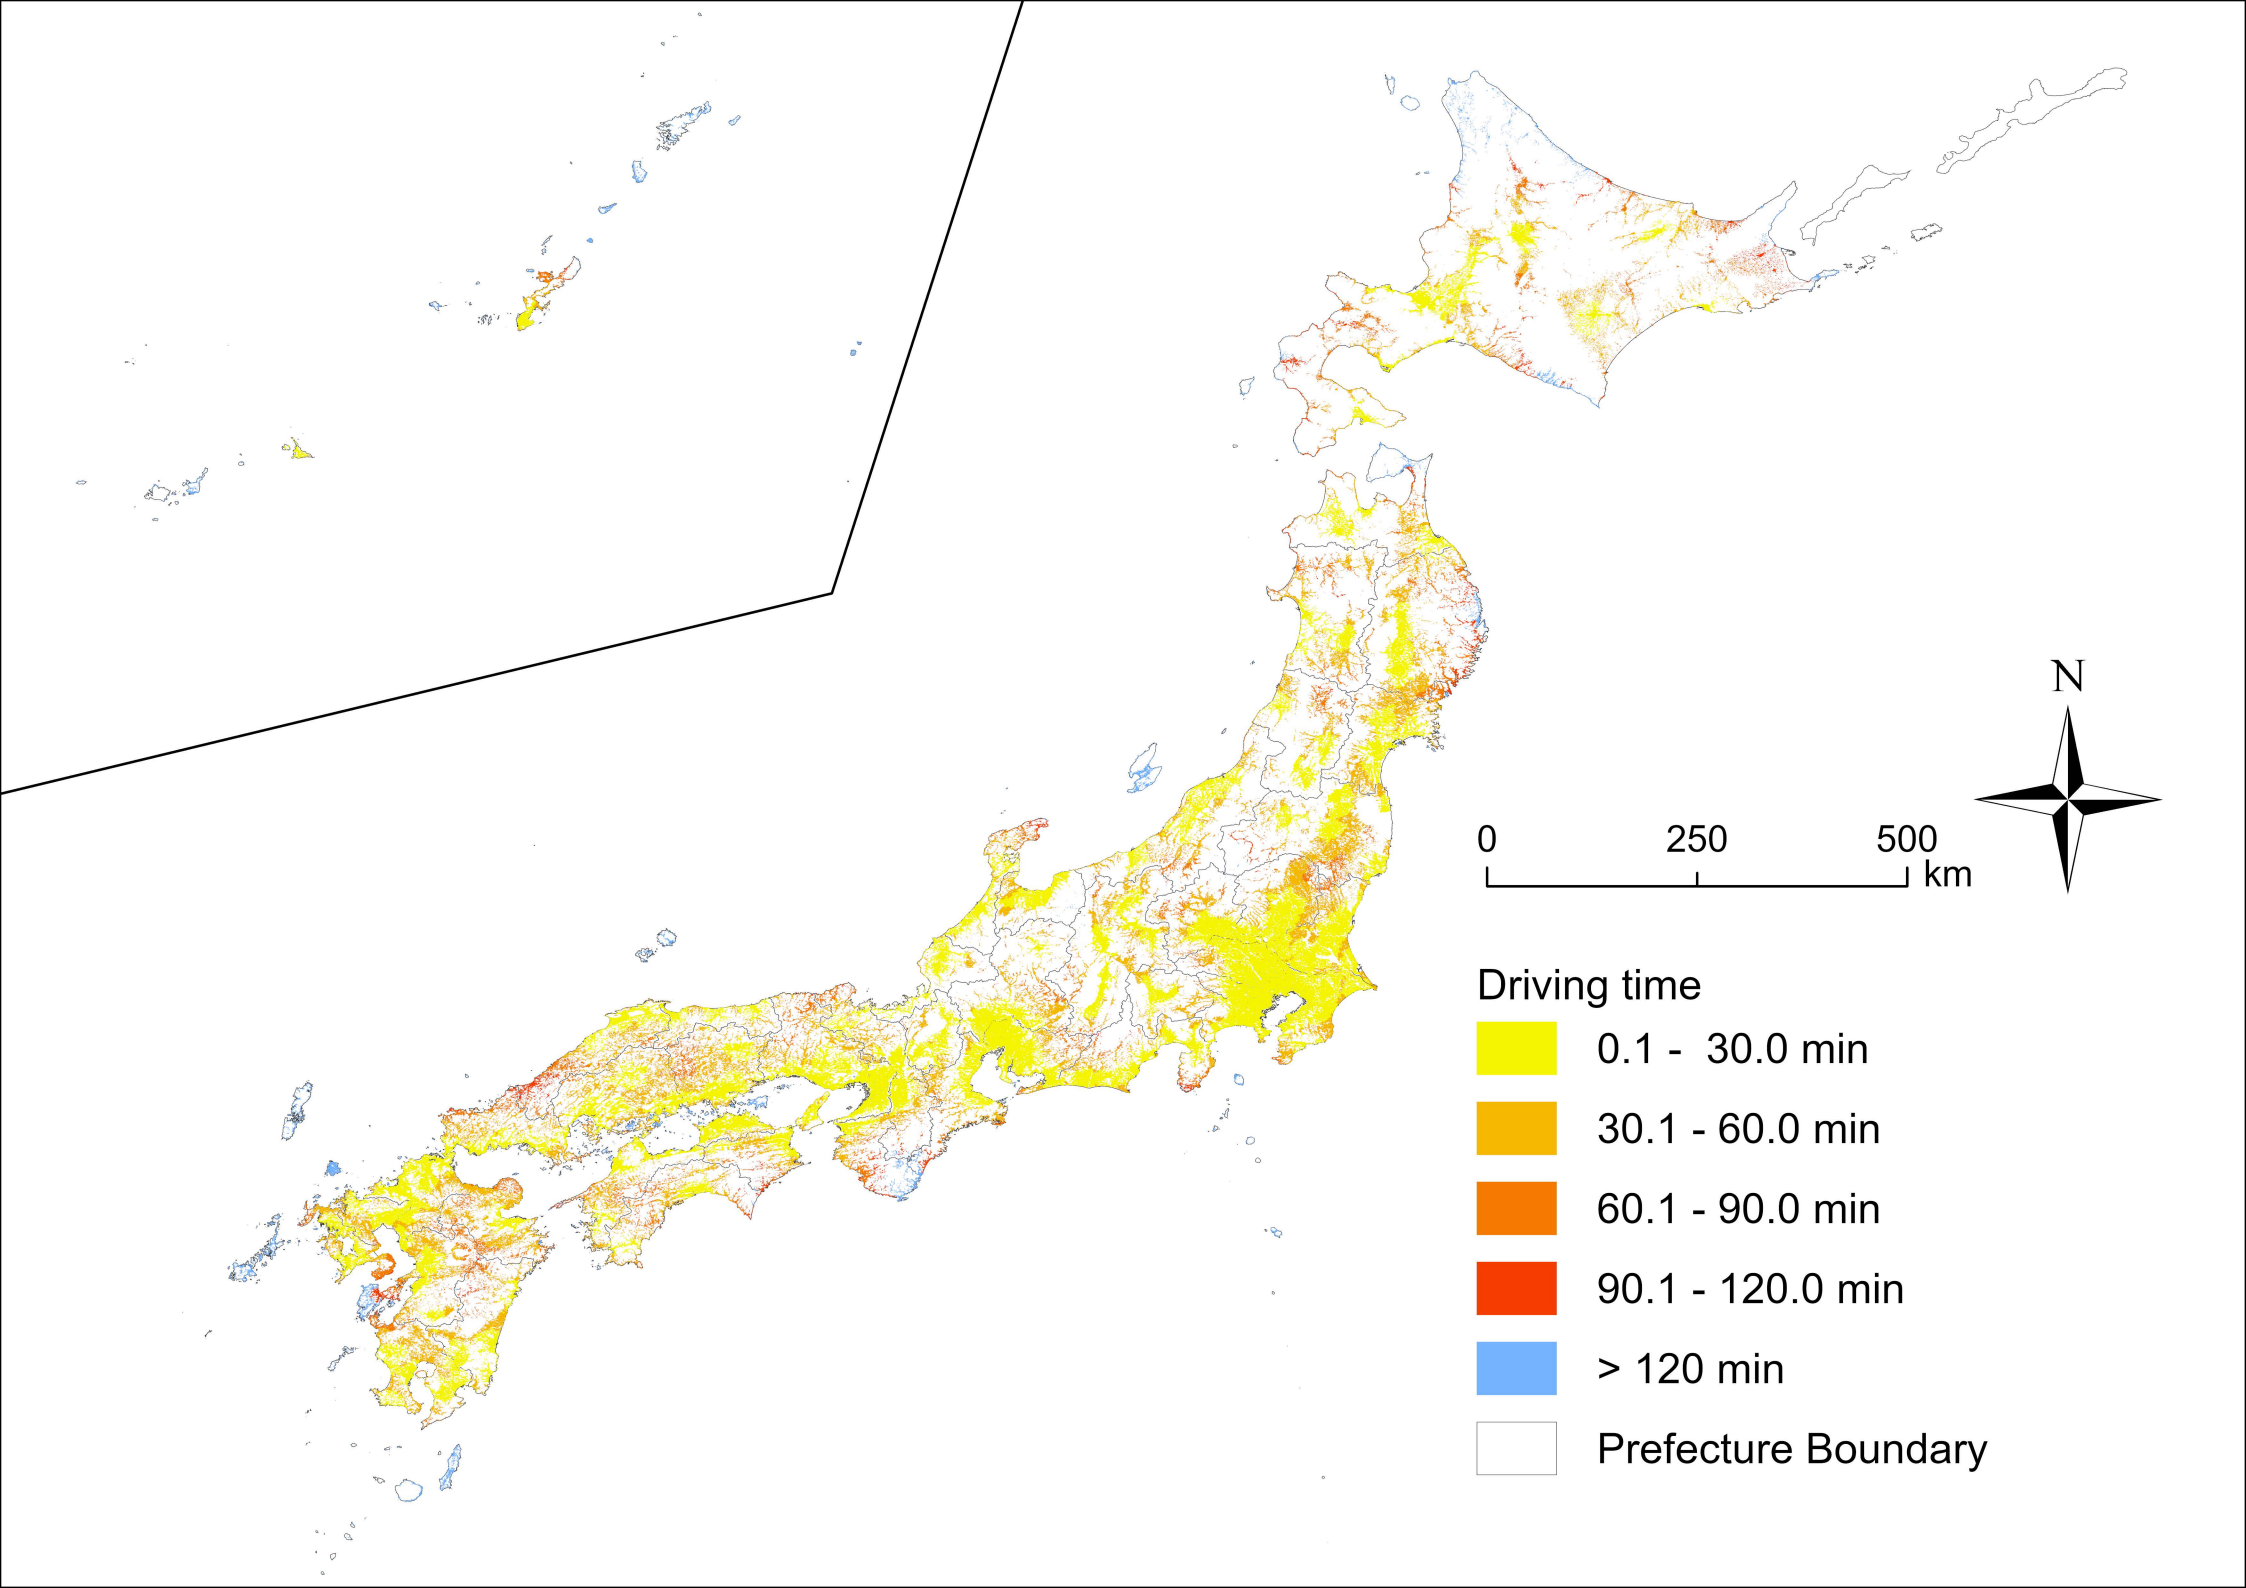 N
0 250 500
km
Driving time
0.1 - 30.0 min
30.1 - 60.0 min
60.1 - 90.0 min
90.1 - 120.0 min
> 120 min
Prefecture Boundary